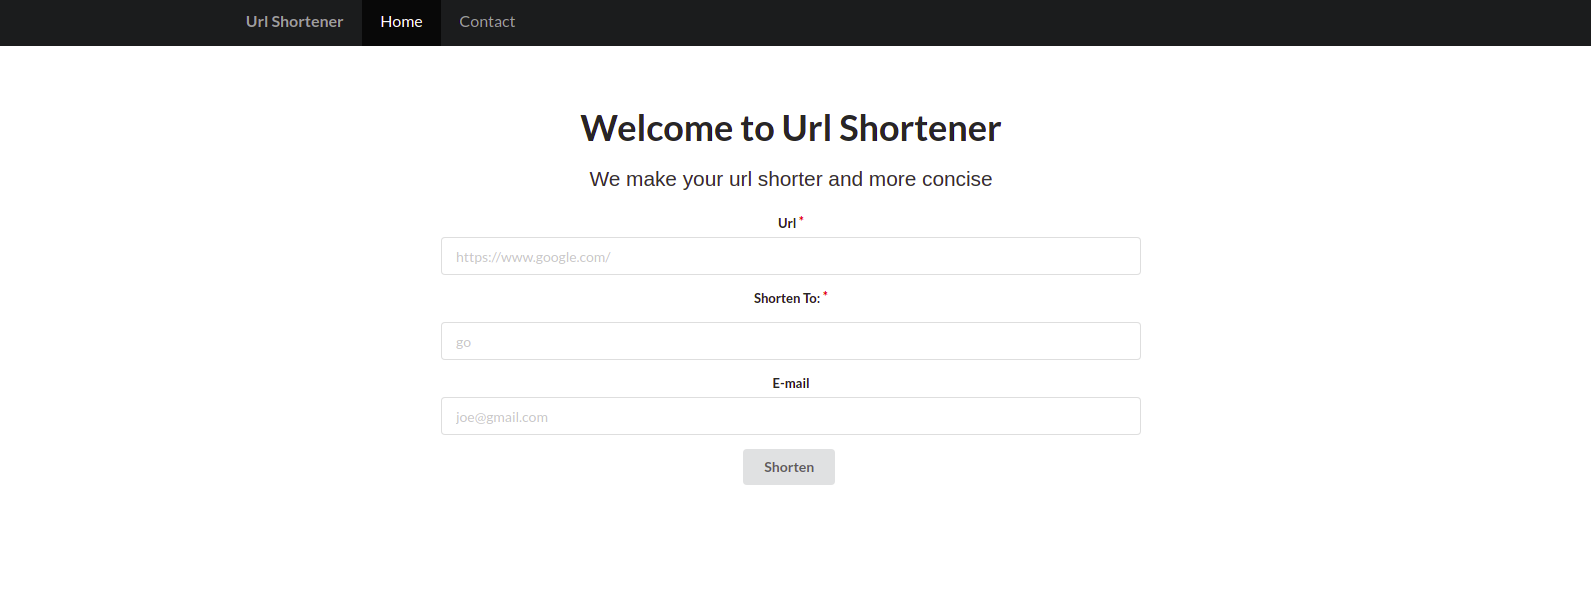 Url Shortener Home Contact
Welcome to Url Shortener
We make your url shorter and more concise
Url *
https://www.google.com/
Shorten To: *
go
E-mail
joe@gmail.com
Shorten